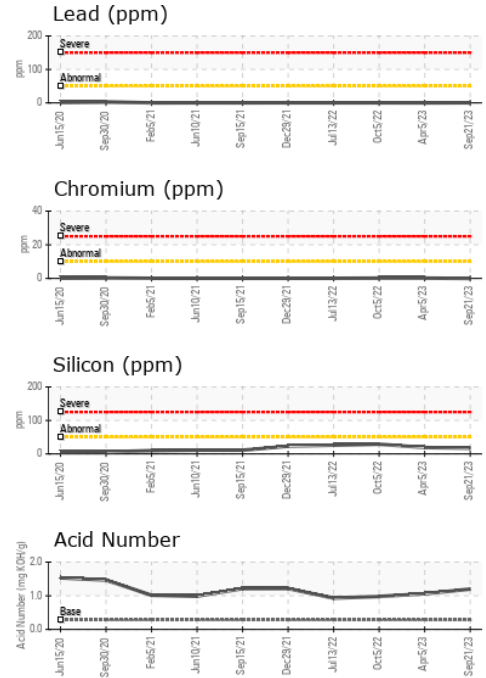 Lead (ppm)
200
100
0
ppm
Severe
Abnormal
Jun15/20
Sep30/20
Feb5/21
Jun10/21
Sep15/21
Dec29/21
Jul13/22
Oct5/22
Apr5/23
Sep21/23
Chromium (ppm)
40
20
0
ppm
Severe
Abnormal
Jun15/20
Sep30/20
Feb5/21
Jun10/21
Sep15/21
Dec29/21
Jul13/22
Oct5/22
Apr5/23
Sep21/23
Silicon (ppm)
200
100
0
ppm
Severe
Abnormal
Jun15/20
Sep30/20
Feb5/21
Jun10/21
Sep15/21
Dec29/21
Jul13/22
Oct5/22
Apr5/23
Sep21/23
Acid Number
2.0
1.0
0.0
Acid Number (mg KOH/g)
Base
Jun15/20
Sep30/20
Feb5/21
Jun10/21
Sep15/21
Dec29/21
Jul13/22
Oct5/22
Apr5/23
Sep21/23